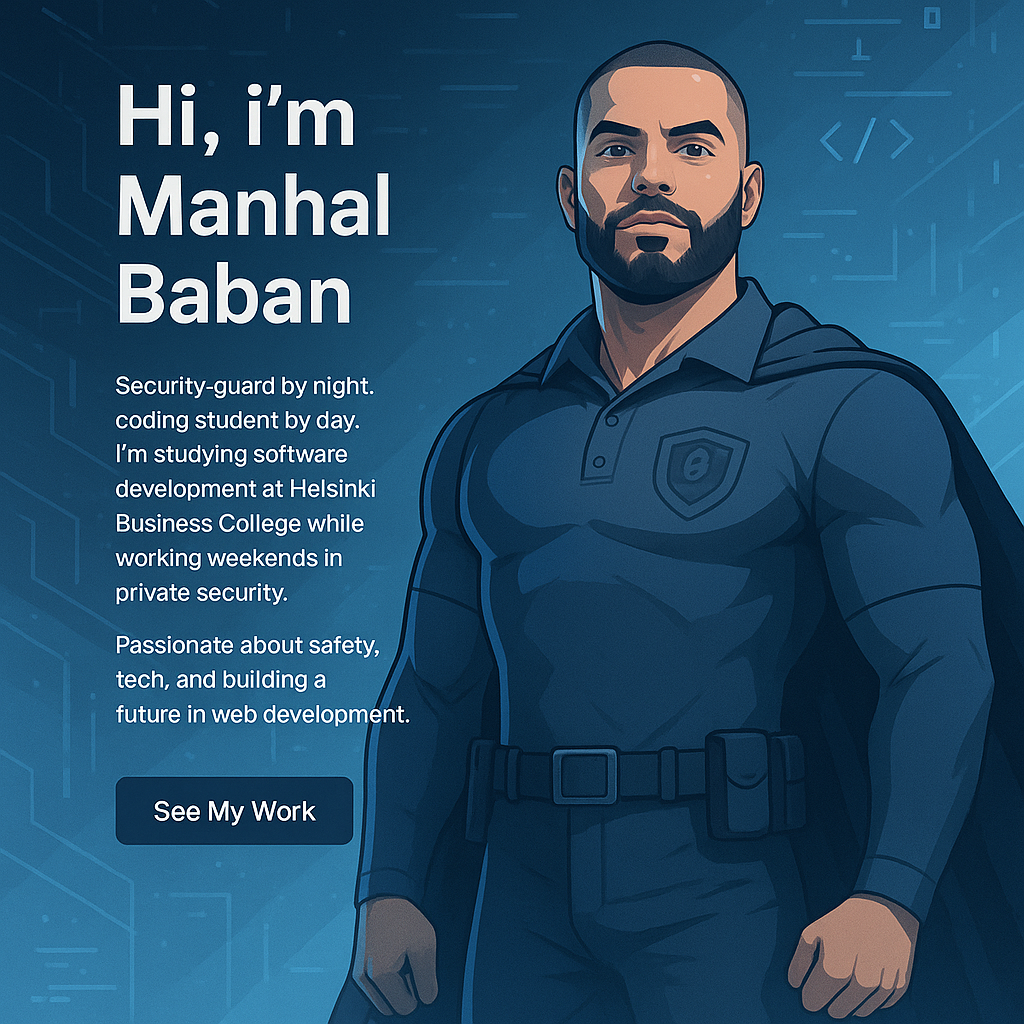 Hi, i'm
Manhal
Baban
</>
Security-guard by night.
coding student by day.
I'm studying software
development at Helsinki
Business College while
working weekends in
private security.
Passionate about safety,
tech, and building a
future in web development.
See My Work